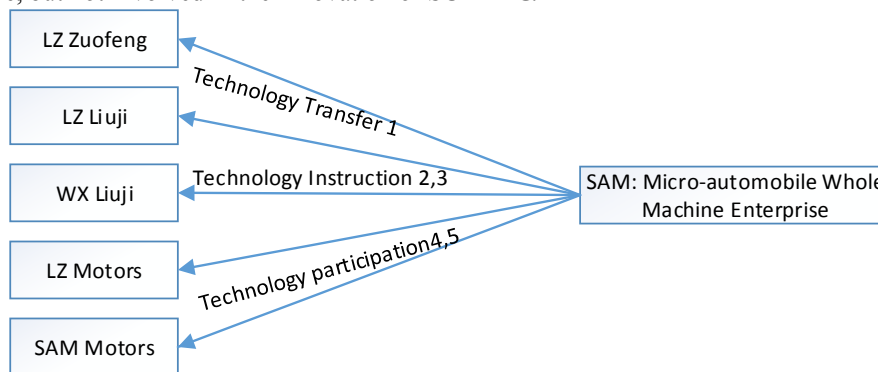 LZ Zuofeng
Technology Transfer 1
LZ Liuji
Technology Instruction 2,3
WX Liuji
SAM: Micro-automobile Whole
Machine Enterprise
LZ Motors
Technology participation4,5
SAM Motors